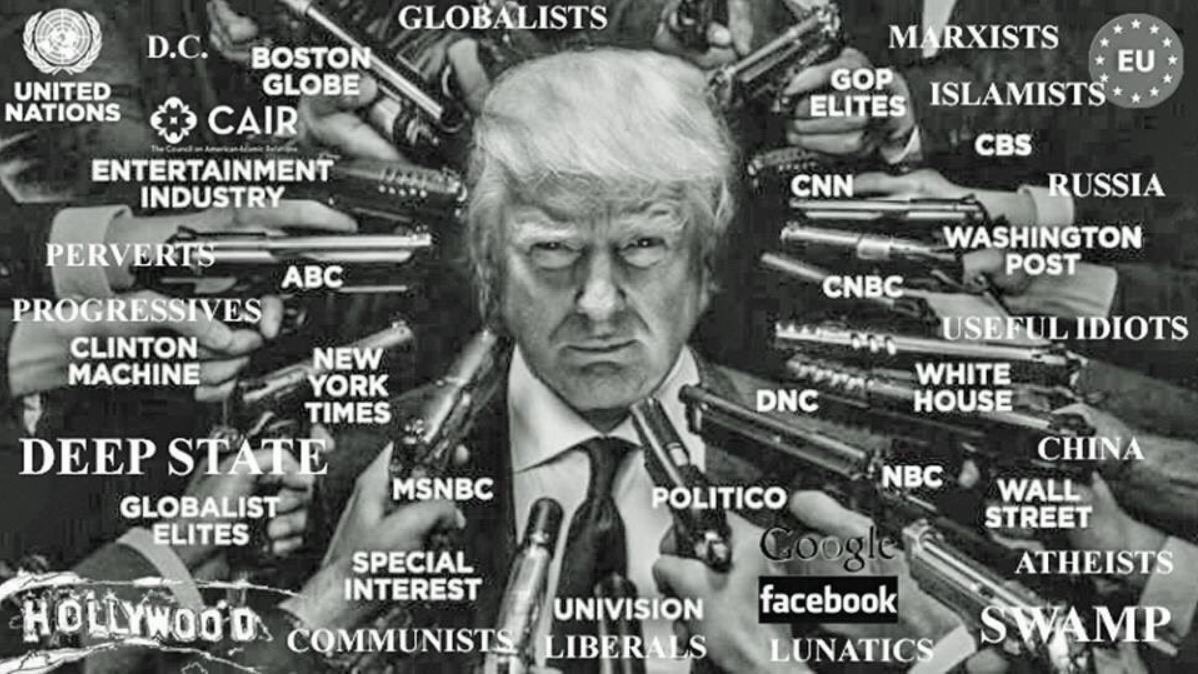 GLOBALISTS
UNITED
NATIONS
D.C.
BOSTON
GLOBE
CAIR
The Council on American-Islamic Relations
ENTERTAINMENT
INDUSTRY
PERVERTS
ABC
PROGRESSIVES
CLINTON
MACHINE
NEW
YORK
TIMES
DEEP STATE
GLOBALIST
ELITES
MSNBC
SPECIAL
INTEREST
HOLLYWOOD
COMMUNISTS
MARXISTS
EU
GOP
ELITES
ISLAMISTS
CBS
CNN
RUSSIA
WASHINGTON
POST
CNBC
USEFUL IDIOTS
WHITE
HOUSE
DNC
CHINA
NBC
WALL
STREET
POLITICO
Google
ATHEISTS
facebook
UNIVISION
LIBERALS
LUNATICS
SWAMP